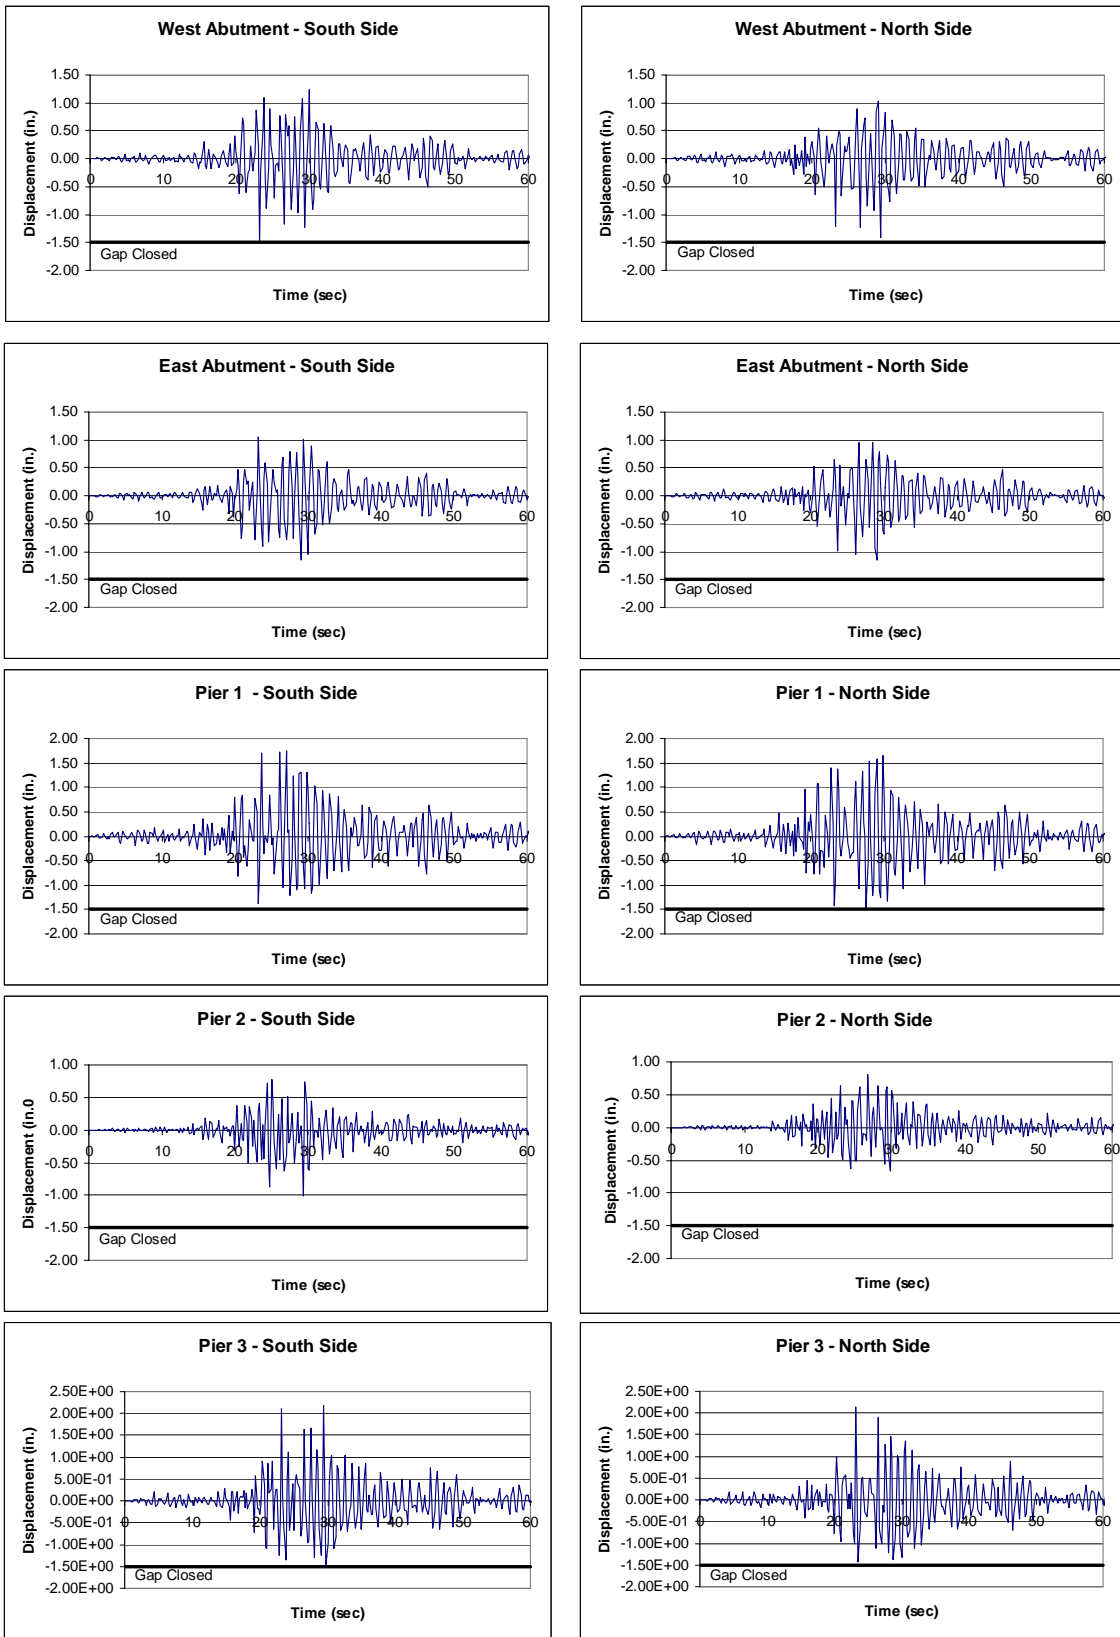 West Abutment - South Side
1.50
1.00
0.50
0.00
-0.50
-1.00
-1.50
-2.00
0 10 20 30 40 50 60
Displacement (in.)
Gap Closed
Time (sec)
West Abutment - North Side
1.50
1.00
0.50
0.00
-0.50
-1.00
-1.50
-2.00
0 10 20 30 40 50 60
Displacement (in.)
Gap Closed
Time (sec)
East Abutment - South Side
1.50
1.00
0.50
0.00
-0.50
-1.00
-1.50
-2.00
0 10 20 30 40 50 60
Displacement (in.)
Gap Closed
Time (sec)
East Abutment - North Side
1.50
1.00
0.50
0.00
-0.50
-1.00
-1.50
-2.00
0 10 20 30 40 50 60
Displacement (in.)
Gap Closed
Time (sec)
Pier 1 - South Side
2.00
1.50
1.00
0.50
0.00
-0.50
-1.00
-1.50
-2.00
0 10 20 30 40 50 60
Displacement (in.)
Gap Closed
Time (sec)
Pier 1 - North Side
2.00
1.50
1.00
0.50
0.00
-0.50
-1.00
-1.50
-2.00
0 10 20 30 40 50 60
Displacement (in.)
Gap Closed
Time (sec)
Pier 2 - South Side
1.00
0.50
0.00
-0.50
-1.00
-1.50
-2.00
0 10 20 30 40 50 60
Displacement (in.0
Gap Closed
Time (sec)
Pier 2 - North Side
1.00
0.50
0.00
-0.50
-1.00
-1.50
-2.00
0 10 20 30 40 50 60
Displacement (in.)
Gap Closed
Time (sec)
Pier 3 - South Side
2.50E+00
2.00E+00
1.50E+00
1.00E+00
5.00E-01
0.00E+00
-5.00E-01
-1.00E+00
-1.50E+00
-2.00E+00
0 10 20 30 40 50 60
Displacement (in.)
Gap Closed
Time (sec)
Pier 3 - North Side
2.50E+00
2.00E+00
1.50E+00
1.00E+00
5.00E-01
0.00E+00
-5.00E-01
-1.00E+00
-1.50E+00
-2.00E+00
0 10 20 30 40 50 60
Displacement (in.)
Gap Closed
Time (sec)